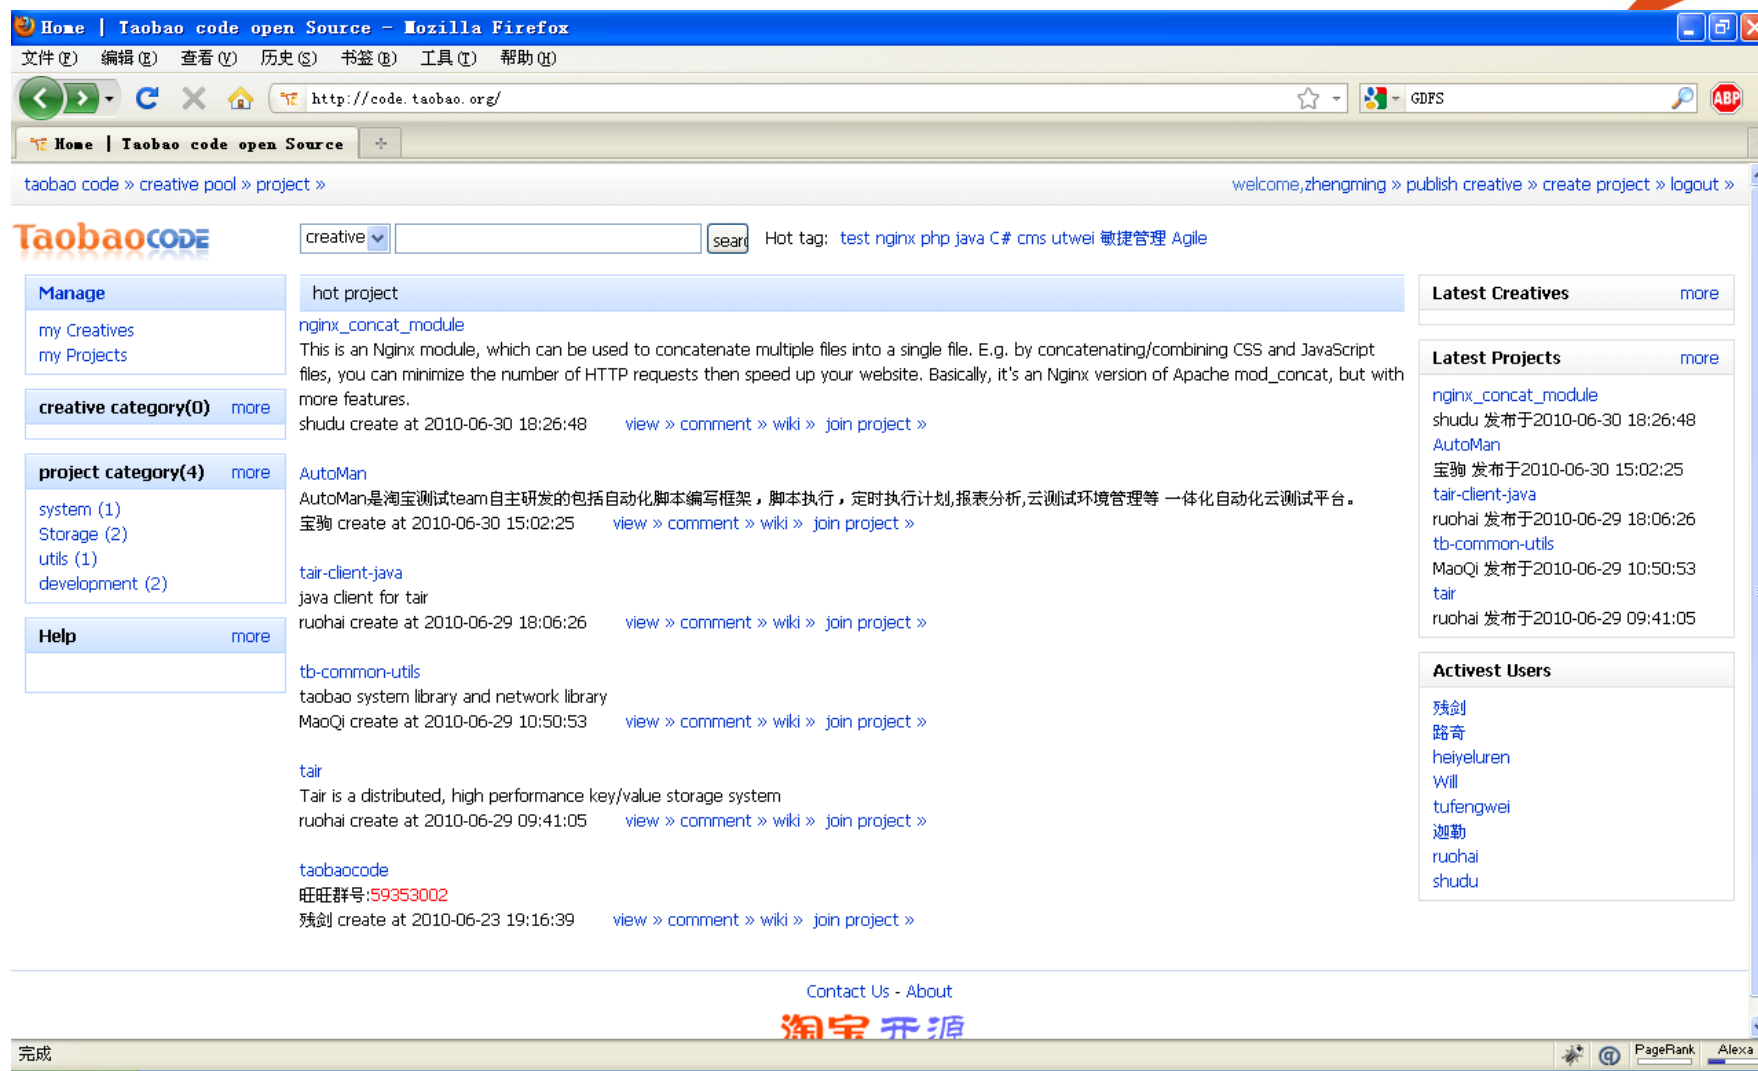 Home | Taobao code open Source - Mozilla Firefox
文件(F) 编辑(E) 查看(V) 历史(S) 书签(B) 工具(T) 帮助(H)
http://code.taobao.org/
GDFS
ABP
Home | Taobao code open Source
taobao code » creative pool » project »
welcome,zhengming » publish creative » create project » logout »
TaobaoCODE
creative
searc
Hot tag: test nginx php java C# cms utwei 敏捷管理 Agile
Manage
my Creatives
my Projects
creative category(0) more
project category(4) more
system (1)
Storage (2)
utils (1)
development (2)
Help more
hot project
nginx_concat_module
This is an Nginx module, which can be used to concatenate multiple files into a single file. E.g. by concatenating/combining CSS and JavaScript
files, you can minimize the number of HTTP requests then speed up your website. Basically, it's an Nginx version of Apache mod_concat, but with
more features.
shudu create at 2010-06-30 18:26:48 view » comment » wiki » join project »
AutoMan
AutoMan是淘宝测试team自主研发的包括自动化脚本编写框架，脚本执行，定时执行计划,报表分析,云测试环境管理等 一体化自动化云测试平台。
宝驹 create at 2010-06-30 15:02:25 view » comment » wiki » join project »
tair-client-java
java client for tair
ruohai create at 2010-06-29 18:06:26 view » comment » wiki » join project »
tb-common-utils
taobao system library and network library
MaoQi create at 2010-06-29 10:50:53 view » comment » wiki » join project »
tair
Tair is a distributed, high performance key/value storage system
ruohai create at 2010-06-29 09:41:05 view » comment » wiki » join project »
taobaocode
旺旺群号:59353002
残剑 create at 2010-06-23 19:16:39 view » comment » wiki » join project »
Latest Creatives more
Latest Projects more
nginx_concat_module
shudu 发布于2010-06-30 18:26:48
AutoMan
宝驹 发布于2010-06-30 15:02:25
tair-client-java
ruohai 发布于2010-06-29 18:06:26
tb-common-utils
MaoQi 发布于2010-06-29 10:50:53
tair
ruohai 发布于2010-06-29 09:41:05
Activest Users
残剑
路奇
heiyeluren
Will
tufengwei
迦勒
ruohai
shudu
Contact Us - About
淘宝开源
完成
PageRank Alexa